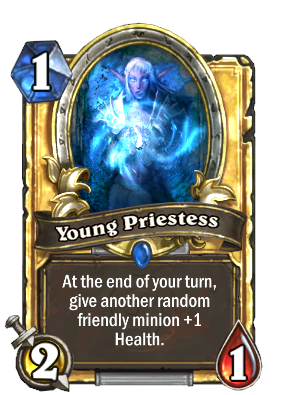 1
Young Priestess
At the end of your turn,
give another random
friendly minion +1
Health.
2
1